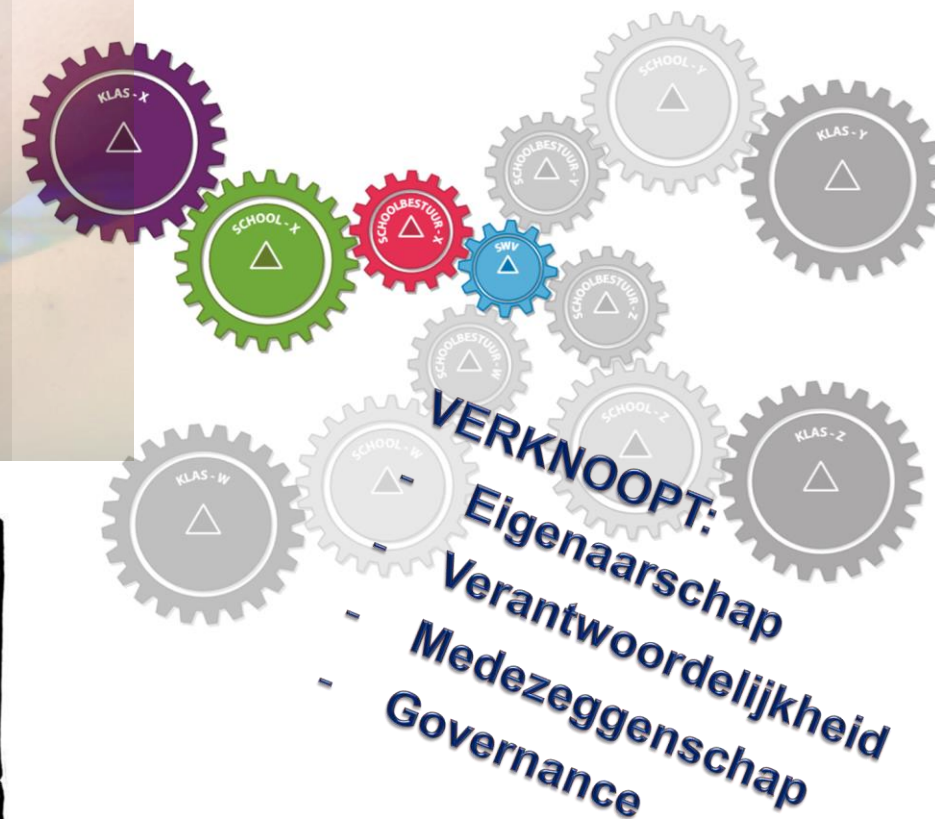 SCHOOL - Y
KLAS - X
KLAS - Y
SCHOOLBESTUUR - Y
SCHOOL - X
SCHOOLBESTUUR - X
SWV
SCHOOLBESTUUR - Z
SCHOOLBESTUUR - W
SCHOOL - Z
KLAS - Z
SCHOOL - W
KLAS - W
VERKNOOPT:
- Eigenaarschap
- Verantwoordelijkheid
- Medezeggenschap
- Governance